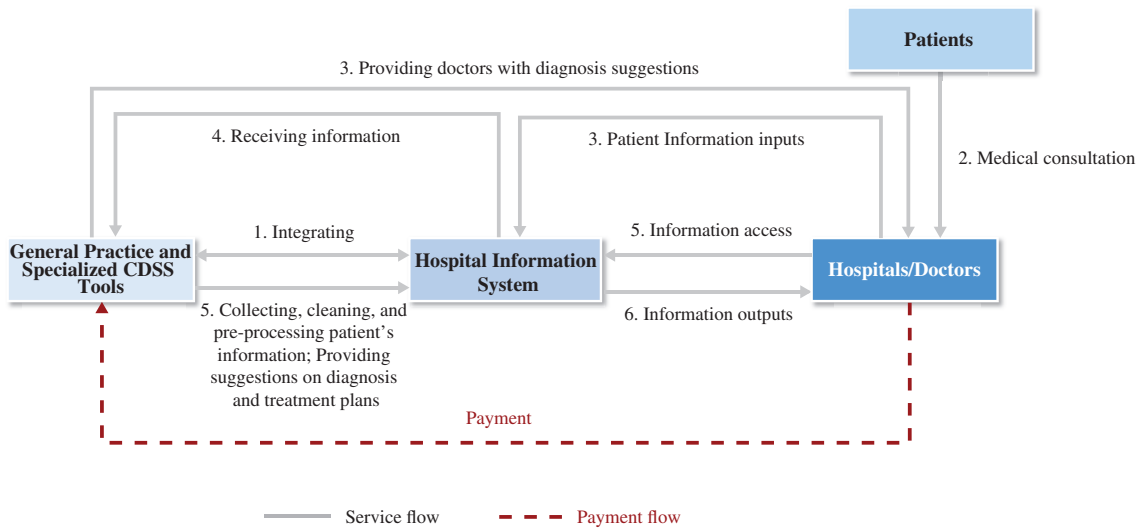 Patients
3. Providing doctors with diagnosis suggestions
4. Receiving information
3. Patient Information inputs
2. Medical consultation
General Practice and
Specialized CDSS
Tools
1. Integrating
Hospital Information
System
5. Information access
Hospitals/Doctors
5. Collecting, cleaning, and
pre-processing patient’s
information; Providing
suggestions on diagnosis
and treatment plans
6. Information outputs
Payment
Service flow
Payment flow